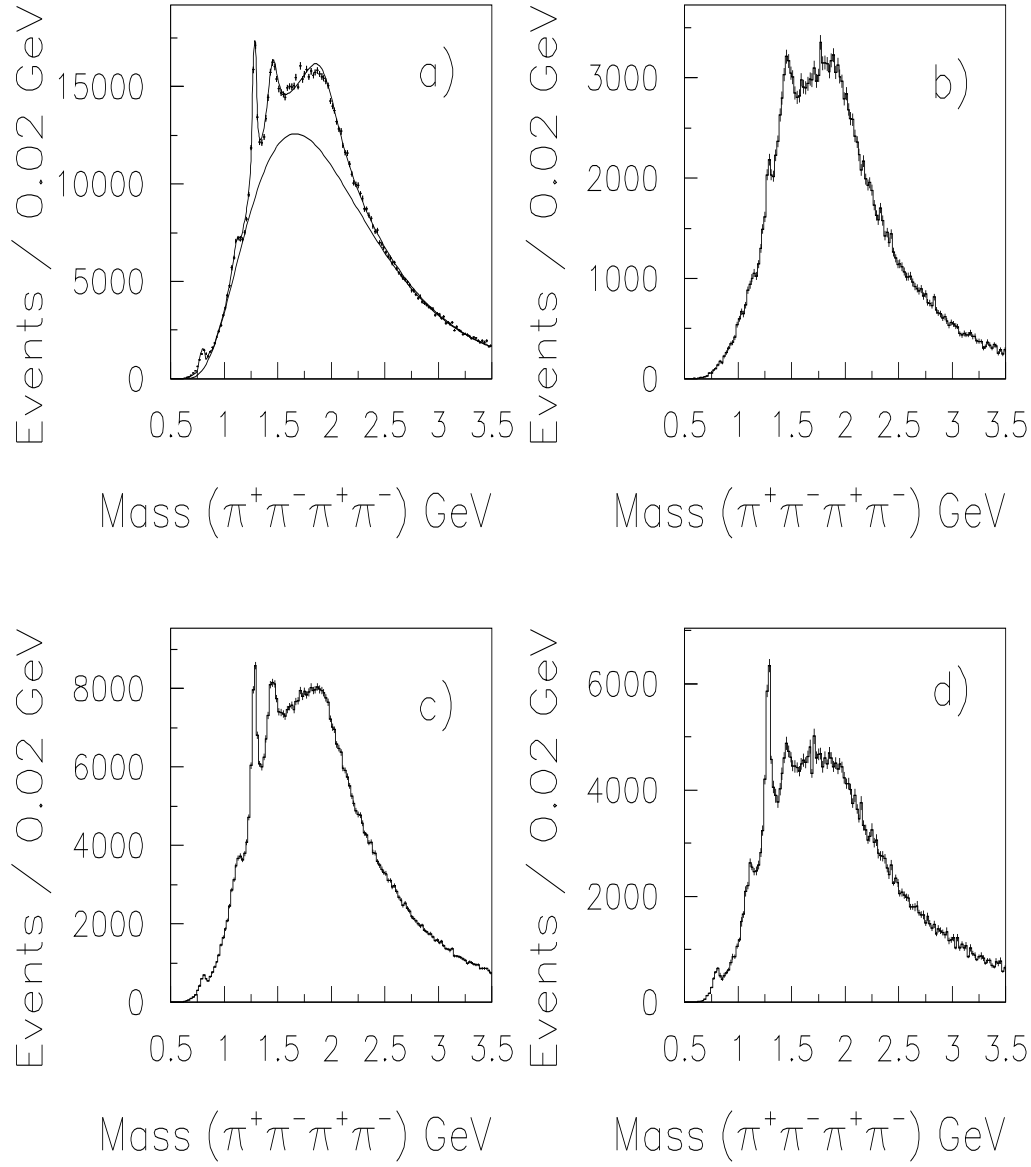 Events / 0.02 GeV
15000
10000
5000
0
0.5 1 1.5 2 2.5 3 3.5
Mass (π⁺π⁻π⁺π⁻) GeV
a)
Events / 0.02 GeV
3000
2000
1000
0
0.5 1 1.5 2 2.5 3 3.5
Mass (π⁺π⁻π⁺π⁻) GeV
b)
Events / 0.02 GeV
8000
6000
4000
2000
0
0.5 1 1.5 2 2.5 3 3.5
Mass (π⁺π⁻π⁺π⁻) GeV
c)
Events / 0.02 GeV
6000
4000
2000
0
0.5 1 1.5 2 2.5 3 3.5
Mass (π⁺π⁻π⁺π⁻) GeV
d)